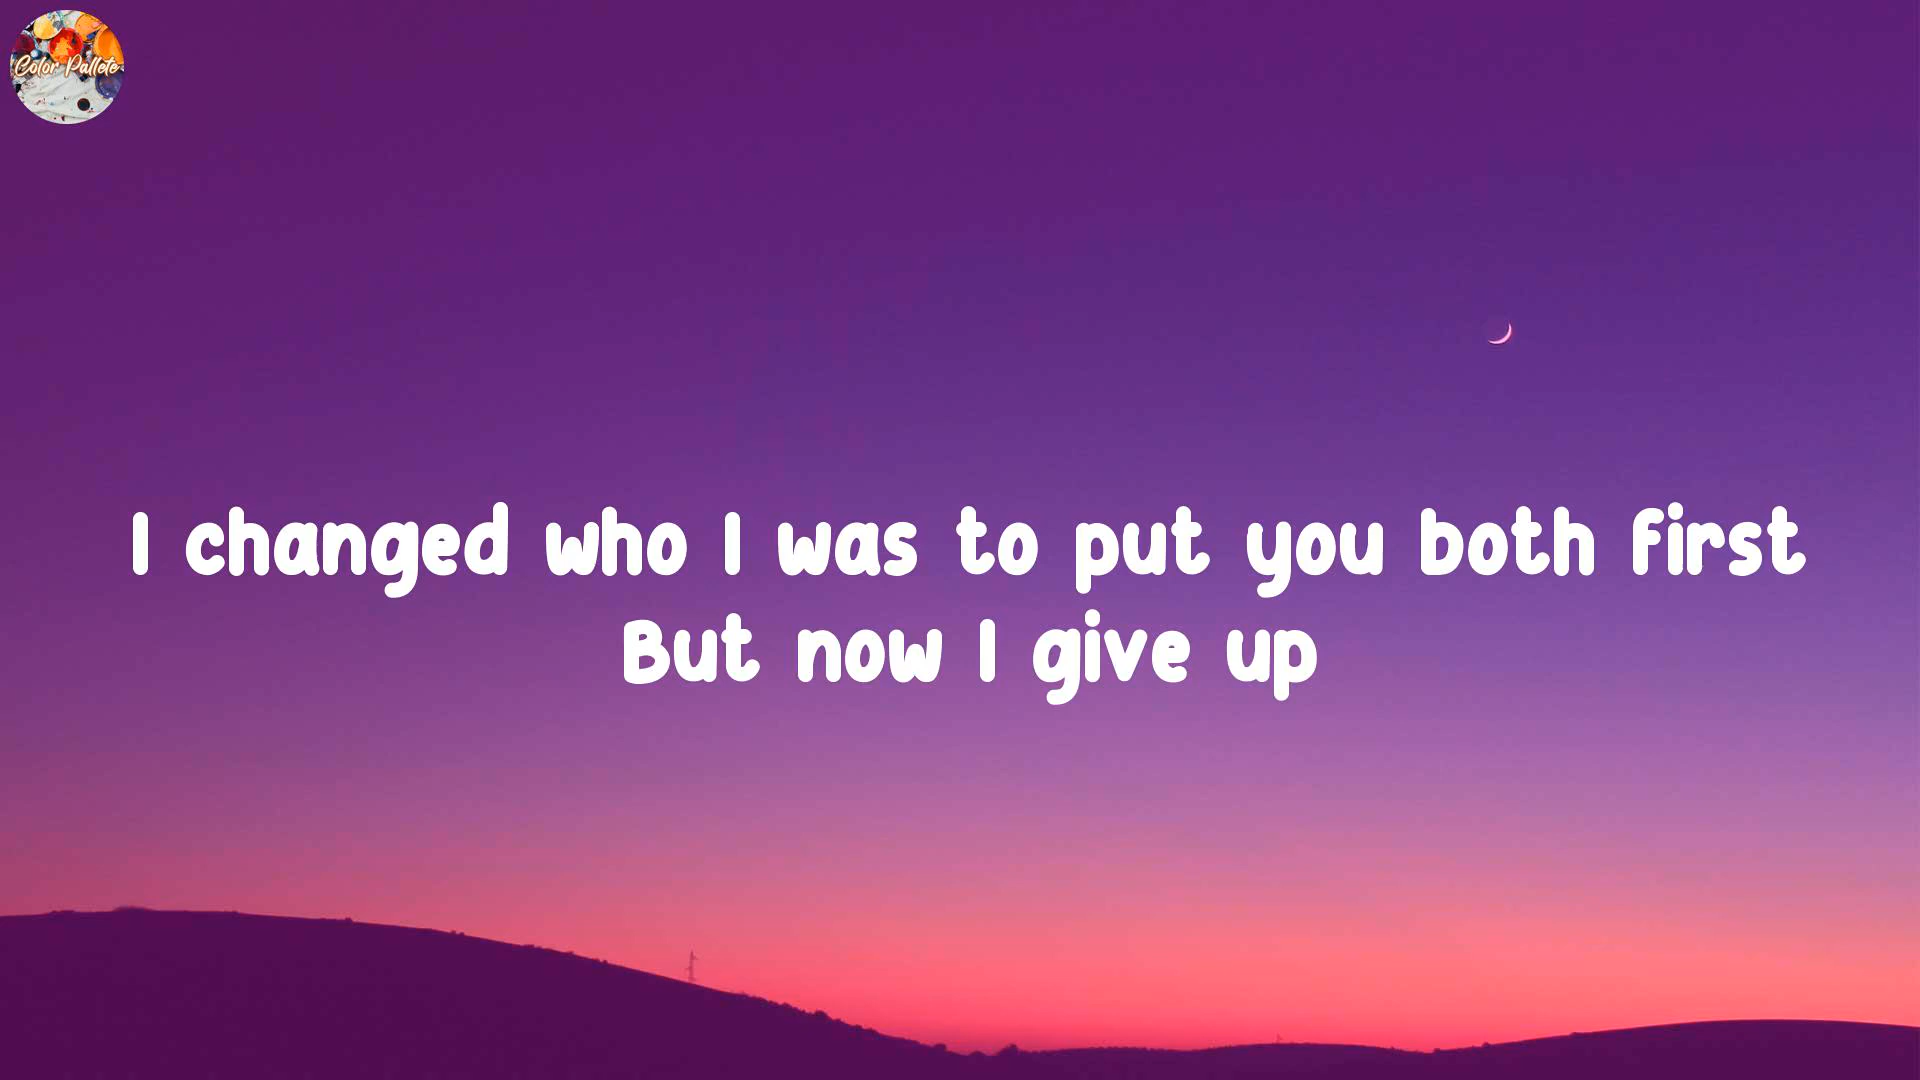 Color Pallete
I changed who I was to put you both first
But now I give up